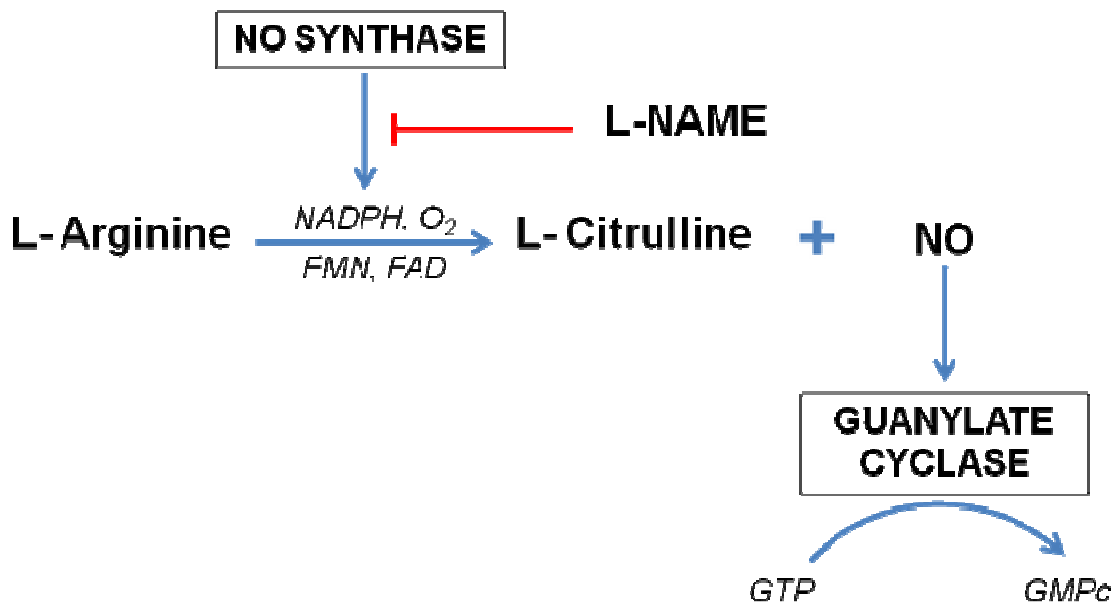 NO SYNTHASE
L-NAME
L-Arginine
NADPH, O₂
FMN, FAD
L-Citrulline + NO
GUANYLATE
CYCLASE
GTP
GMPc